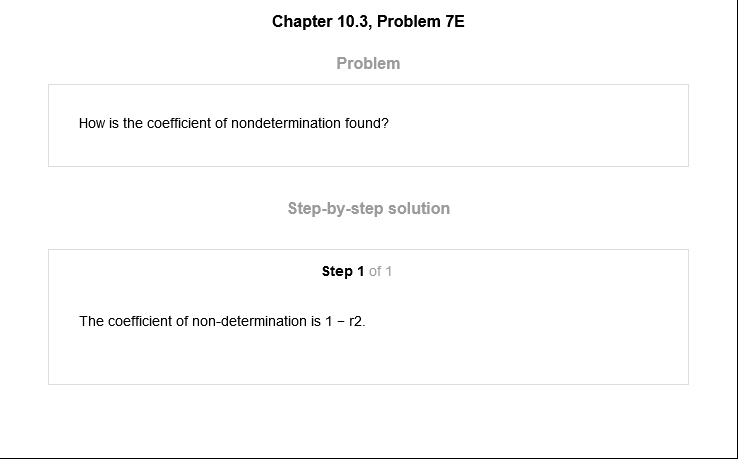 Chapter 10.3, Problem 7E
Problem
How is the coefficient of nondetermination found?
Step-by-step solution
Step 1 of 1
The coefficient of non-determination is 1 − r2.